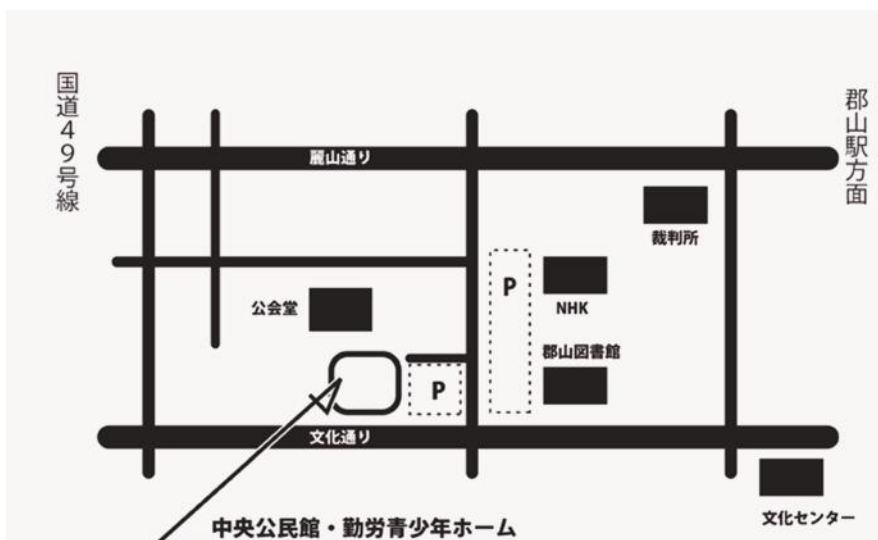 国道49号線
郡山駅方面
麗山通り
裁判所
P
NHK
公会堂
郡山図書館
P
文化通り
文化センター
中央公民館・勤労青少年ホーム